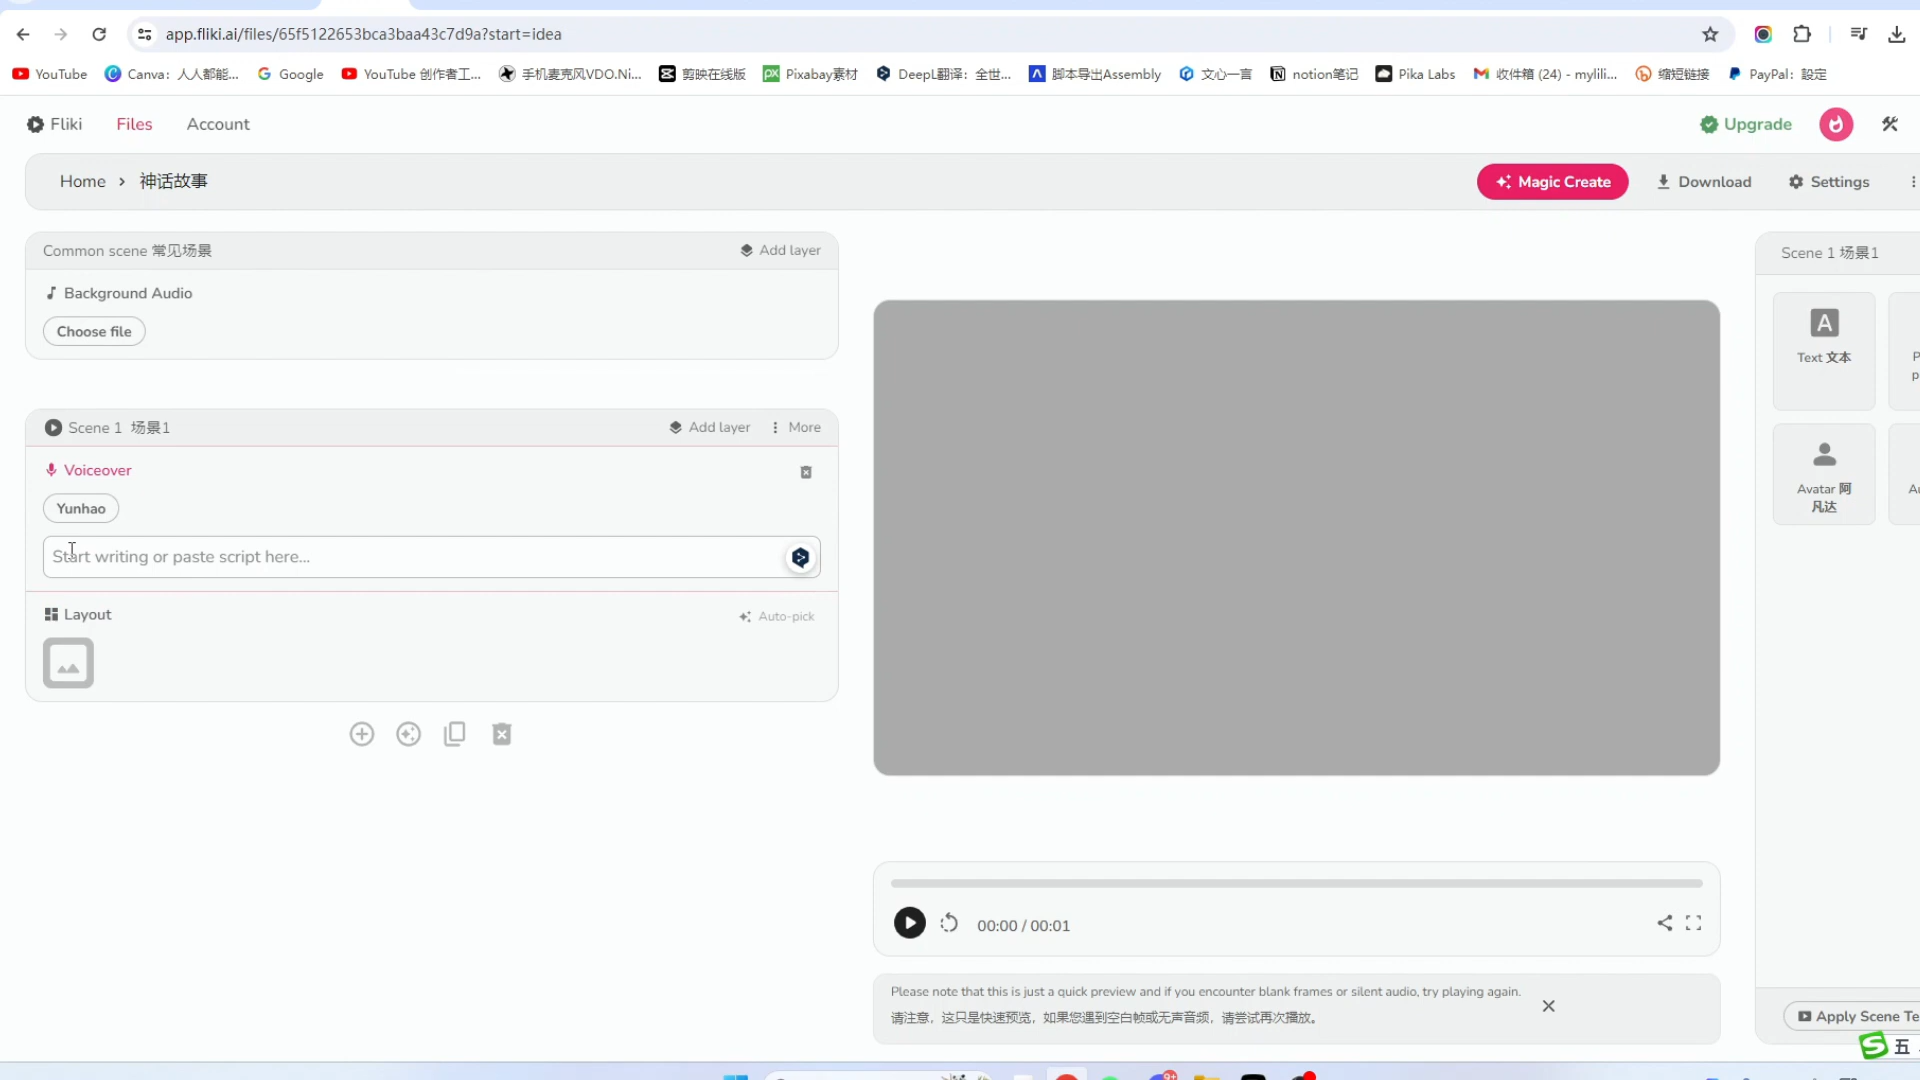 app.fliki.ai/files/65f5122653bca3baa43c7d9a?start=idea
YouTube
Canva：人人都能...
Google
YouTube 创作者工...
手机麦克风VDO.Ni...
剪映在线版
Pixabay素材
DeepL翻译：全世...
脚本导出Assembly
文心一言
notion笔记
Pika Labs
收件箱 (24) - mylili...
缩短链接
PayPal：設定
Fliki
Files
Account
Upgrade
Home > 神话故事
Magic Create
Download
Settings
Common scene 常见场景
Add layer
Background Audio
Choose file
Scene 1 场景1
Add layer
More
Voiceover
Yunhao
Start writing or paste script here...
Layout
Auto-pick
00:00 / 00:01
Please note that this is just a quick preview and if you encounter blank frames or silent audio, try playing again.
请注意，这只是快速预览，如果您遇到空白帧或无声音频，请尝试再次播放。
Scene 1 场景1
A
Text 文本
Avatar 阿
凡达
Apply Scene Te
S 五
9+